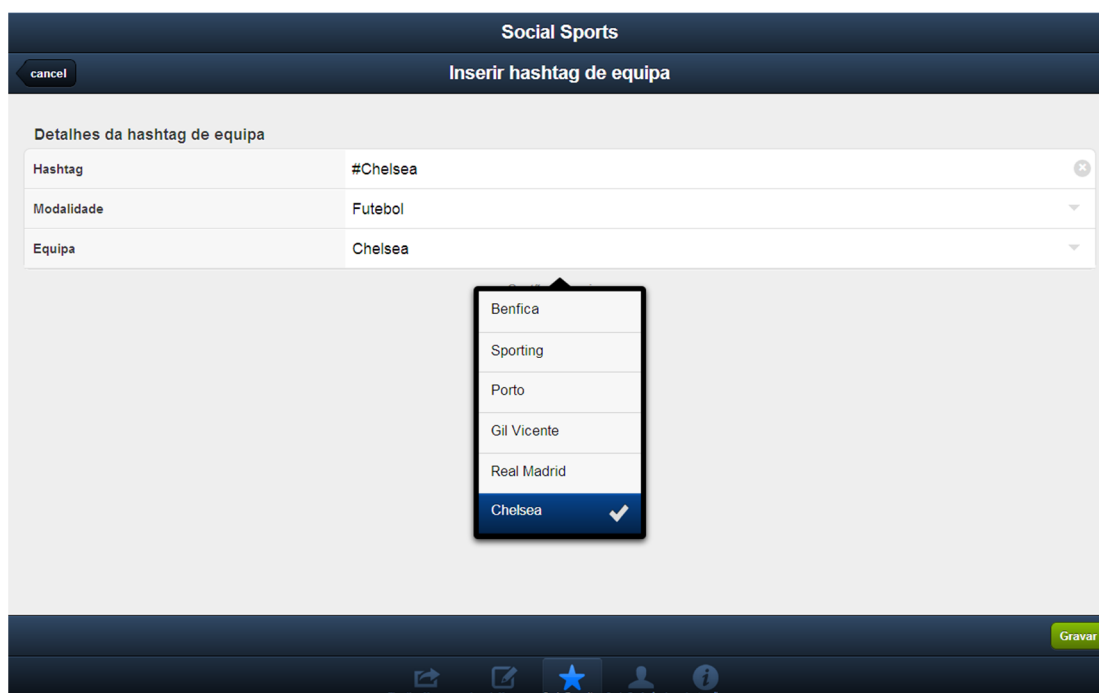 Social Sports
cancel
Inserir hashtag de equipa
Detalhes da hashtag de equipa
Hashtag
#Chelsea
Modalidade
Futebol
Equipa
Chelsea
Benfica
Sporting
Porto
Gil Vicente
Real Madrid
Chelsea
Gravar